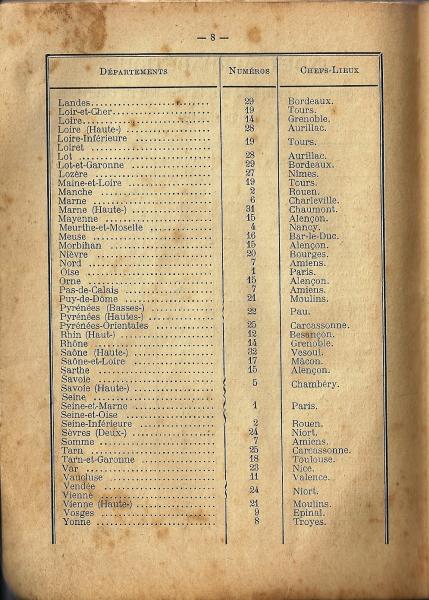 — 8 —
Départements Numéros Chefs-Lieux
Landes 29 Bordeaux.
Loir-et-Cher 19 Tours.
Loire 14 Grenoble.
Loire (Haute-) 28 Aurillac.
Loire-Inférieure
Loiret 19 Tours.
Lot 28 Aurillac.
Lot-et-Garonne 29 Bordeaux.
Lozère 27 Nimes.
Maine-et-Loire 19 Tours.
Manche 2 Rouen.
Marne 6 Charleville.
Marne (Haute-) 31 Chaumont.
Mayenne 15 Alençon.
Meurthe-et-Moselle 4 Nancy.
Meuse 16 Bar-le-Duc.
Morbihan 15 Alençon.
Nièvre 20 Bourges.
Nord 7 Amiens.
Oise 1 Paris.
Orne 15 Alençon.
Pas-de-Calais 7 Amiens.
Puy-de-Dôme 21 Moulins.
Pyrénées (Basses-)
Pyrénées (Hautes-) 22 Pau.
Pyrénées-Orientales 25 Carcassonne.
Rhin (Haut-) 12 Besançon.
Rhône 14 Grenoble.
Saône (Haute-) 32 Vesoul.
Saône-et-Loire 17 Mâcon.
Sarthe 15 Alençon.
Savoie
Savoie (Haute-) 5 Chambéry.
Seine
Seine-et-Marne 1 Paris.
Seine-et-Oise
Seine-Inférieure 2 Rouen.
Sèvres (Deux-) 24 Niort.
Somme 7 Amiens.
Tarn 25 Carcassonne.
Tarn-et-Garonne 18 Toulouse.
Var 23 Nice.
Vaucluse 11 Valence.
Vendée
Vienne 24 Niort.
Vienne (Haute-) 21 Moulins.
Vosges 9 Epinal.
Yonne 8 Troyes.